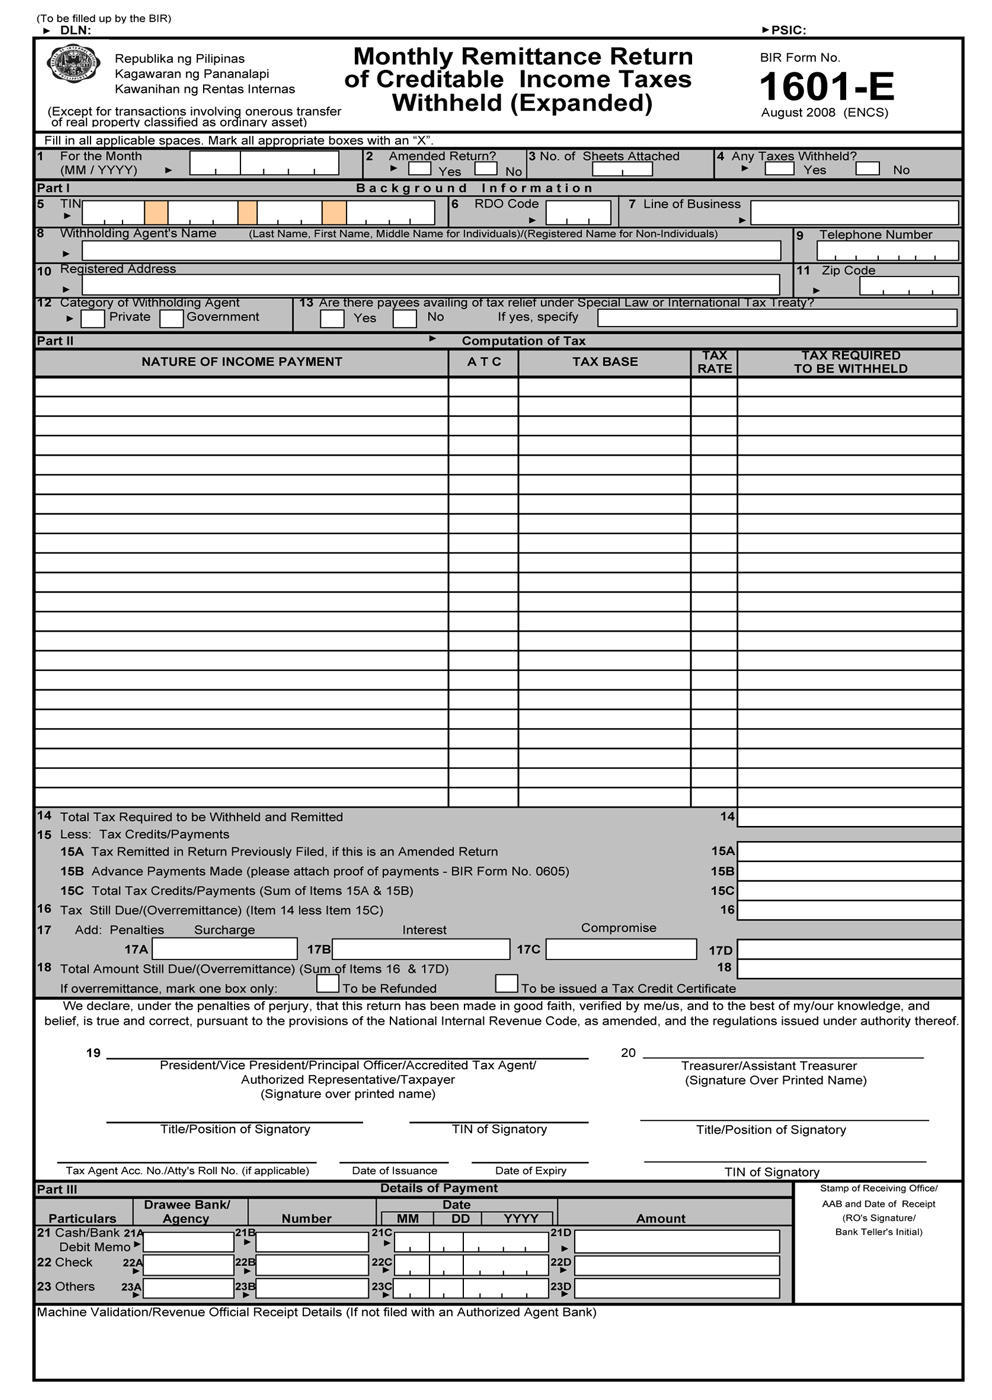 (To be filled up by the BIR)
► DLN: ►PSIC:
Republika ng Pilipinas
Kagawaran ng Pananalapi
Kawanihan ng Rentas Internas
Monthly Remittance Return
of Creditable Income Taxes
Withheld (Expanded)
BIR Form No.
1601-E
August 2008 (ENCS)
(Except for transactions involving onerous transfer
of real property classified as ordinary asset)
Fill in all applicable spaces. Mark all appropriate boxes with an “X”.
1 For the Month 2 Amended Return? 3 No. of Sheets Attached 4 Any Taxes Withheld?
(MM / YYYY) ► ► Yes No ► Yes No
Part I Background Information
5 TIN ► 6 RDO Code ► 7 Line of Business ►
8 Withholding Agent's Name (Last Name, First Name, Middle Name for Individuals)/(Registered Name for Non-Individuals) 9 Telephone Number
► ►
10 Registered Address 11 Zip Code
► ►
12 Category of Withholding Agent 13 Are there payees availing of tax relief under Special Law or International Tax Treaty?
► Private Government Yes No If yes, specify
Part II ► Computation of Tax
NATURE OF INCOME PAYMENT A T C TAX BASE TAX RATE TAX REQUIRED TO BE WITHHELD
14 Total Tax Required to be Withheld and Remitted 14
15 Less: Tax Credits/Payments
15A Tax Remitted in Return Previously Filed, if this is an Amended Return 15A
15B Advance Payments Made (please attach proof of payments - BIR Form No. 0605) 15B
15C Total Tax Credits/Payments (Sum of Items 15A & 15B) 15C
16 Tax Still Due/(Overremittance) (Item 14 less Item 15C) 16
17 Add: Penalties Surcharge Interest Compromise
17A 17B 17C 17D
18 Total Amount Still Due/(Overremittance) (Sum of Items 16 & 17D) 18
If overremittance, mark one box only: To be Refunded To be issued a Tax Credit Certificate
We declare, under the penalties of perjury, that this return has been made in good faith, verified by me/us, and to the best of my/our knowledge, and
belief, is true and correct, pursuant to the provisions of the National Internal Revenue Code, as amended, and the regulations issued under authority thereof.
19 20
President/Vice President/Principal Officer/Accredited Tax Agent/ Treasurer/Assistant Treasurer
Authorized Representative/Taxpayer (Signature Over Printed Name)
(Signature over printed name)
Title/Position of Signatory TIN of Signatory Title/Position of Signatory
Tax Agent Acc. No./Atty's Roll No. (if applicable) Date of Issuance Date of Expiry TIN of Signatory
Part III Details of Payment
Stamp of Receiving Office/
AAB and Date of Receipt
(RO's Signature/
Bank Teller's Initial)
Drawee Bank/ Date
Particulars Agency Number MM DD YYYY Amount
21 Cash/Bank 21A 21B 21C 21D
Debit Memo ► ► ► ►
22 Check 22A 22B 22C 22D
► ► ► ►
23 Others 23A 23B 23C 23D
► ► ► ►
Machine Validation/Revenue Official Receipt Details (If not filed with an Authorized Agent Bank)